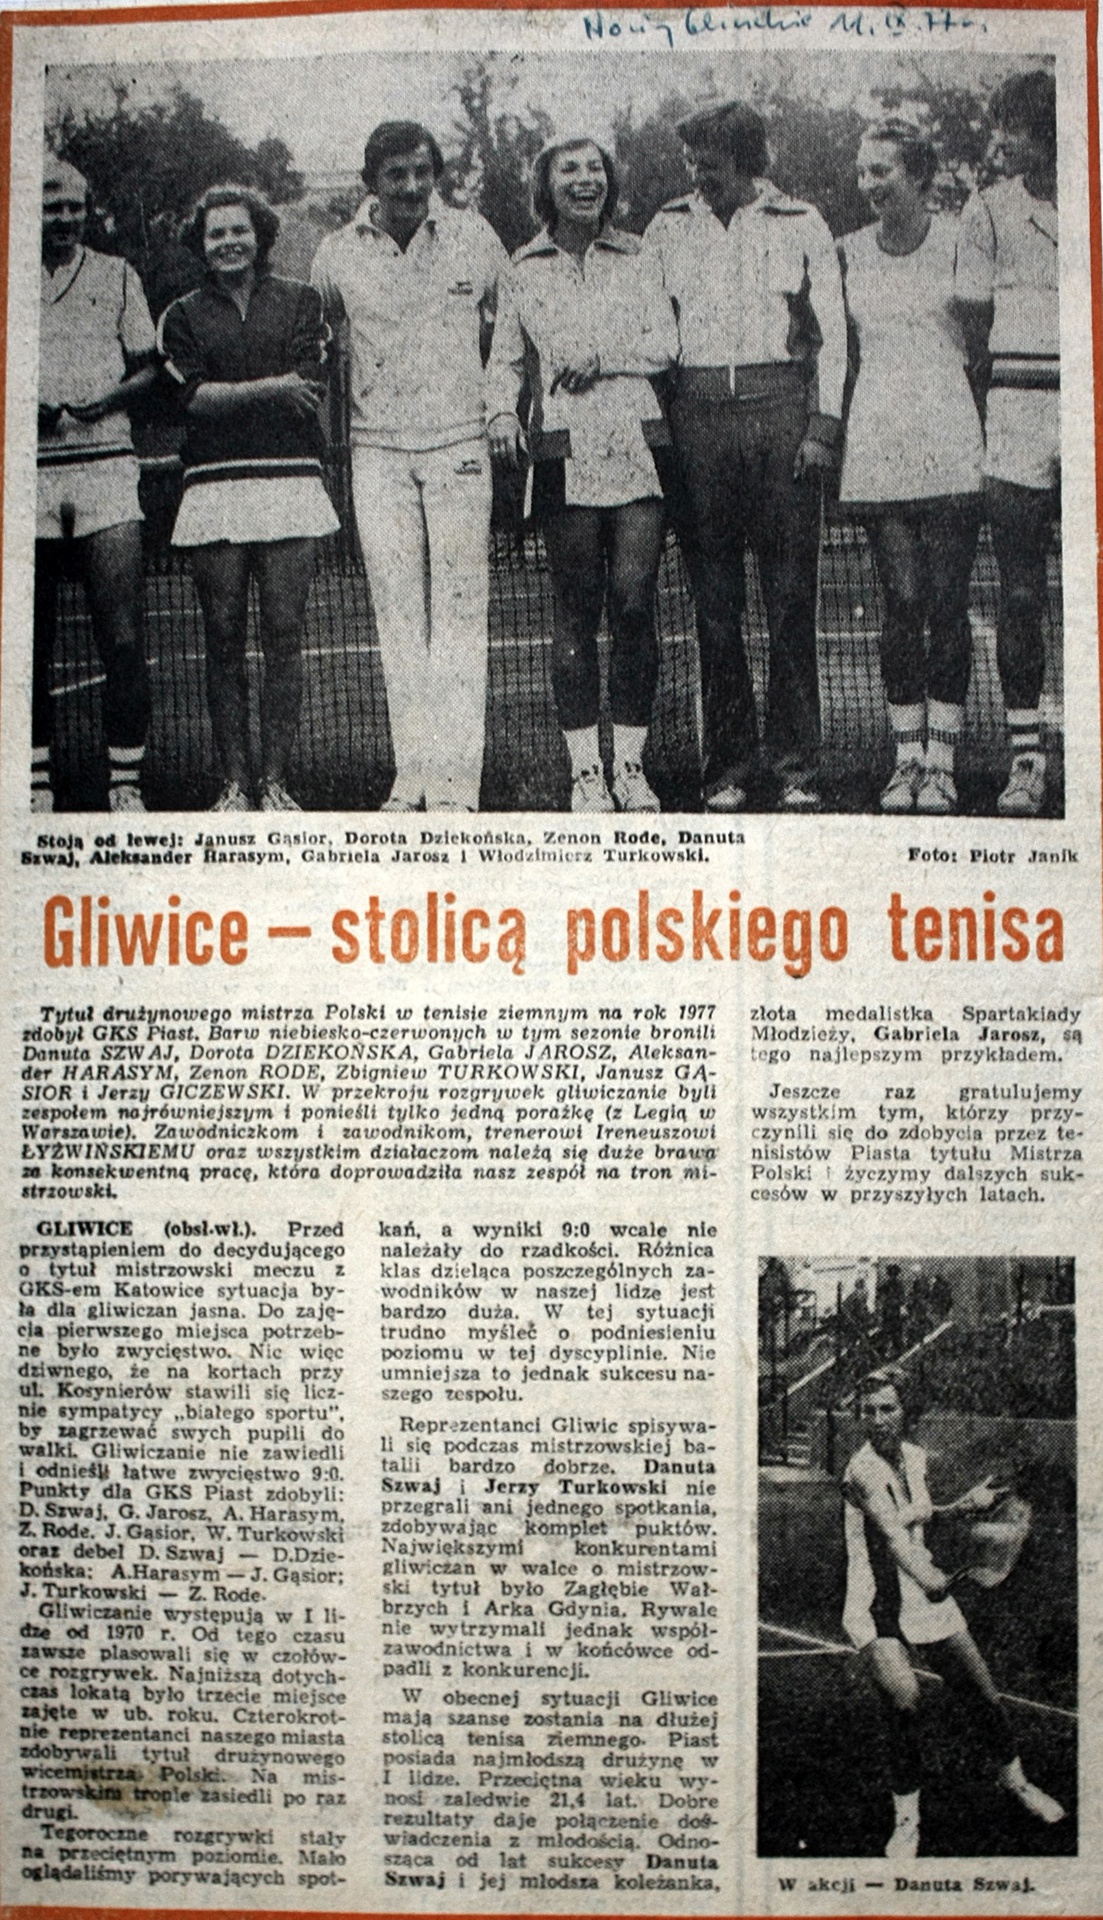 11. IX. 77 r.
Stoją od lewej: Janusz Gąsior, Dorota Dziekońska, Zenon Rode, Danuta
Szwaj, Aleksander Harasym, Gabriela Jarosz i Włodzimierz Turkowski.
Foto: Piotr Janik
Gliwice — stolicą polskiego tenisa
Tytuł drużynowego mistrza Polski w tenisie ziemnym na rok 1977
zdobył GKS Piast. Barw niebiesko-czerwonych w tym sezonie bronili
Danuta SZWAJ, Dorota DZIEKOŃSKA, Gabriela JAROSZ, Aleksan-
der HARASYM, Zenon RODE, Zbigniew TURKOWSKI, Janusz GĄ-
SIOR i Jerzy GICZEWSKI. W przekroju rozgrywek gliwiczanie byli
zespołem najrówniejszym i ponieśli tylko jedną porażkę (z Legią w
Warszawie). Zawodniczkom i zawodnikom, trenerowi Ireneuszowi
ŁYŻWIŃSKIEMU oraz wszystkim działaczom należą się duże brawa
za konsekwentną pracę, która doprowadziła nasz zespół na tron mi-
strzowski.
GLIWICE (obsł.wł.). Przed
przystąpieniem do decydującego
o tytuł mistrzowski meczu z
GKS-em Katowice sytuacja by-
ła dla gliwiczan jasna. Do zaję-
cia pierwszego miejsca potrzeb-
ne było zwycięstwo. Nic więc
dziwnego, że na kortach przy
ul. Kosynierów stawili się licz-
nie sympatycy „białego sportu",
by zagrzewać swych pupili do
walki. Gliwiczanie nie zawiedli
i odnieśli łatwe zwycięstwo 9:0.
Punkty dla GKS Piast zdobyli:
D. Szwaj, G. Jarosz, A. Harasym,
Z. Rode, J. Gąsior, W. Turkowski
oraz debel D. Szwaj — D.Dzie-
końska; A.Harasym — J. Gąsior;
J. Turkowski — Z. Rode.
Gliwiczanie występują w I li-
dze od 1970 r. Od tego czasu
zawsze plasowali się w czołów-
ce rozgrywek. Najniższą dotych-
czas lokatą było trzecie miejsce
zajęte w ub. roku. Czterokrot-
nie reprezentanci naszego miasta
zdobywali tytuł drużynowego
wicemistrza Polski. Na mis-
trzowskim tronie zasiedli po raz
drugi.
Tegoroczne rozgrywki stały
na przeciętnym poziomie. Mało
oglądaliśmy porywających spot-
kań, a wyniki 9:0 wcale nie
należały do rzadkości. Różnica
klas dzieląca poszczególnych za-
wodników w naszej lidze jest
bardzo duża. W tej sytuacji
trudno myśleć o podniesieniu
poziomu w tej dyscyplinie. Nie
umniejsza to jednak sukcesu na-
szego zespołu.
Reprezentanci Gliwic spisywa-
li się podczas mistrzowskiej ba-
talii bardzo dobrze. Danuta
Szwaj i Jerzy Turkowski nie
przegrali ani jednego spotkania,
zdobywając komplet puktów.
Największymi konkurentami
gliwiczan w walce o mistrzow-
ski tytuł było Zagłębie Wał-
brzych i Arka Gdynia. Rywale
nie wytrzymali jednak współ-
zawodnictwa i w końcówce od-
padli z konkurencji.
W obecnej sytuacji Gliwice
mają szanse zostania na dłużej
stolicą tenisa ziemnego. Piast
posiada najmłodszą drużynę w
I lidze. Przeciętna wieku wy-
nosi zaledwie 21,4 lat. Dobre
rezultaty daje połączenie doś-
wiadczenia z młodością. Odno-
sząca od lat sukcesy Danuta
Szwaj i jej młodsza koleżanka,
złota medalistka Spartakiady
Młodzieży, Gabriela Jarosz, są
tego najlepszym przykładem.
Jeszcze raz gratulujemy
wszystkim tym, którzy przy-
czynili się do zdobycia przez te-
nisistów Piasta tytułu Mistrza
Polski i życzymy dalszych suk-
cesów w przyszłych latach.
W akcji — Danuta Szwaj.